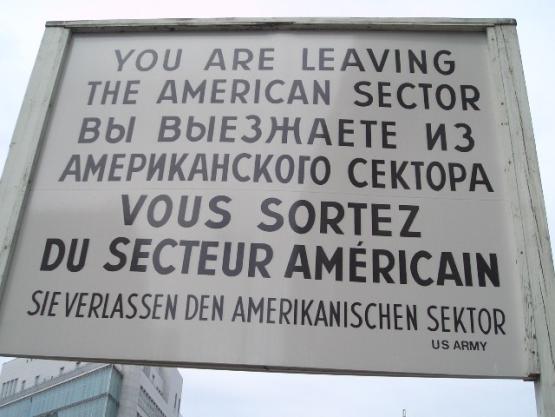 YOU ARE LEAVING
THE AMERICAN SECTOR
ВЫ ВЫЕЗЖАЕТЕ ИЗ
АМЕРИКАНСКОГО СЕКТОРА
VOUS SORTEZ
DU SECTEUR AMÉRICAIN
SIE VERLASSEN DEN AMERIKANISCHEN SEKTOR
US ARMY